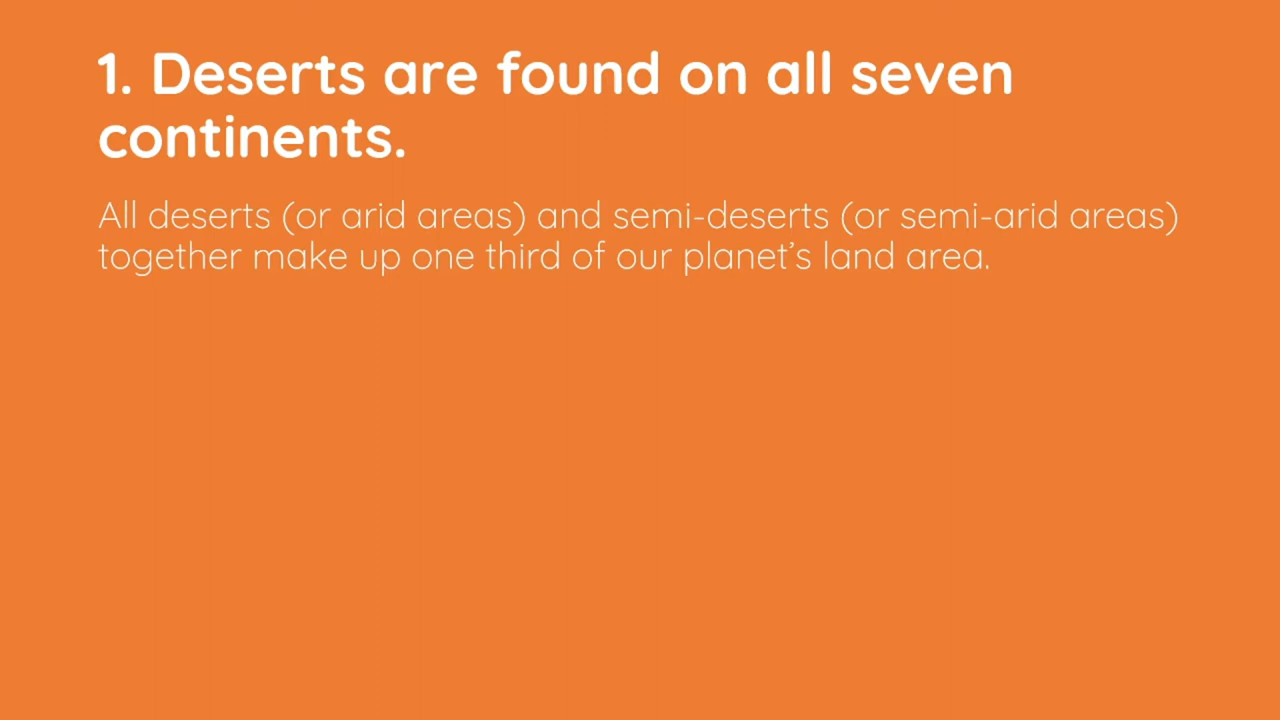 1. Deserts are found on all seven
continents.
All deserts (or arid areas) and semi-deserts (or semi-arid areas)
together make up one third of our planet’s land area.